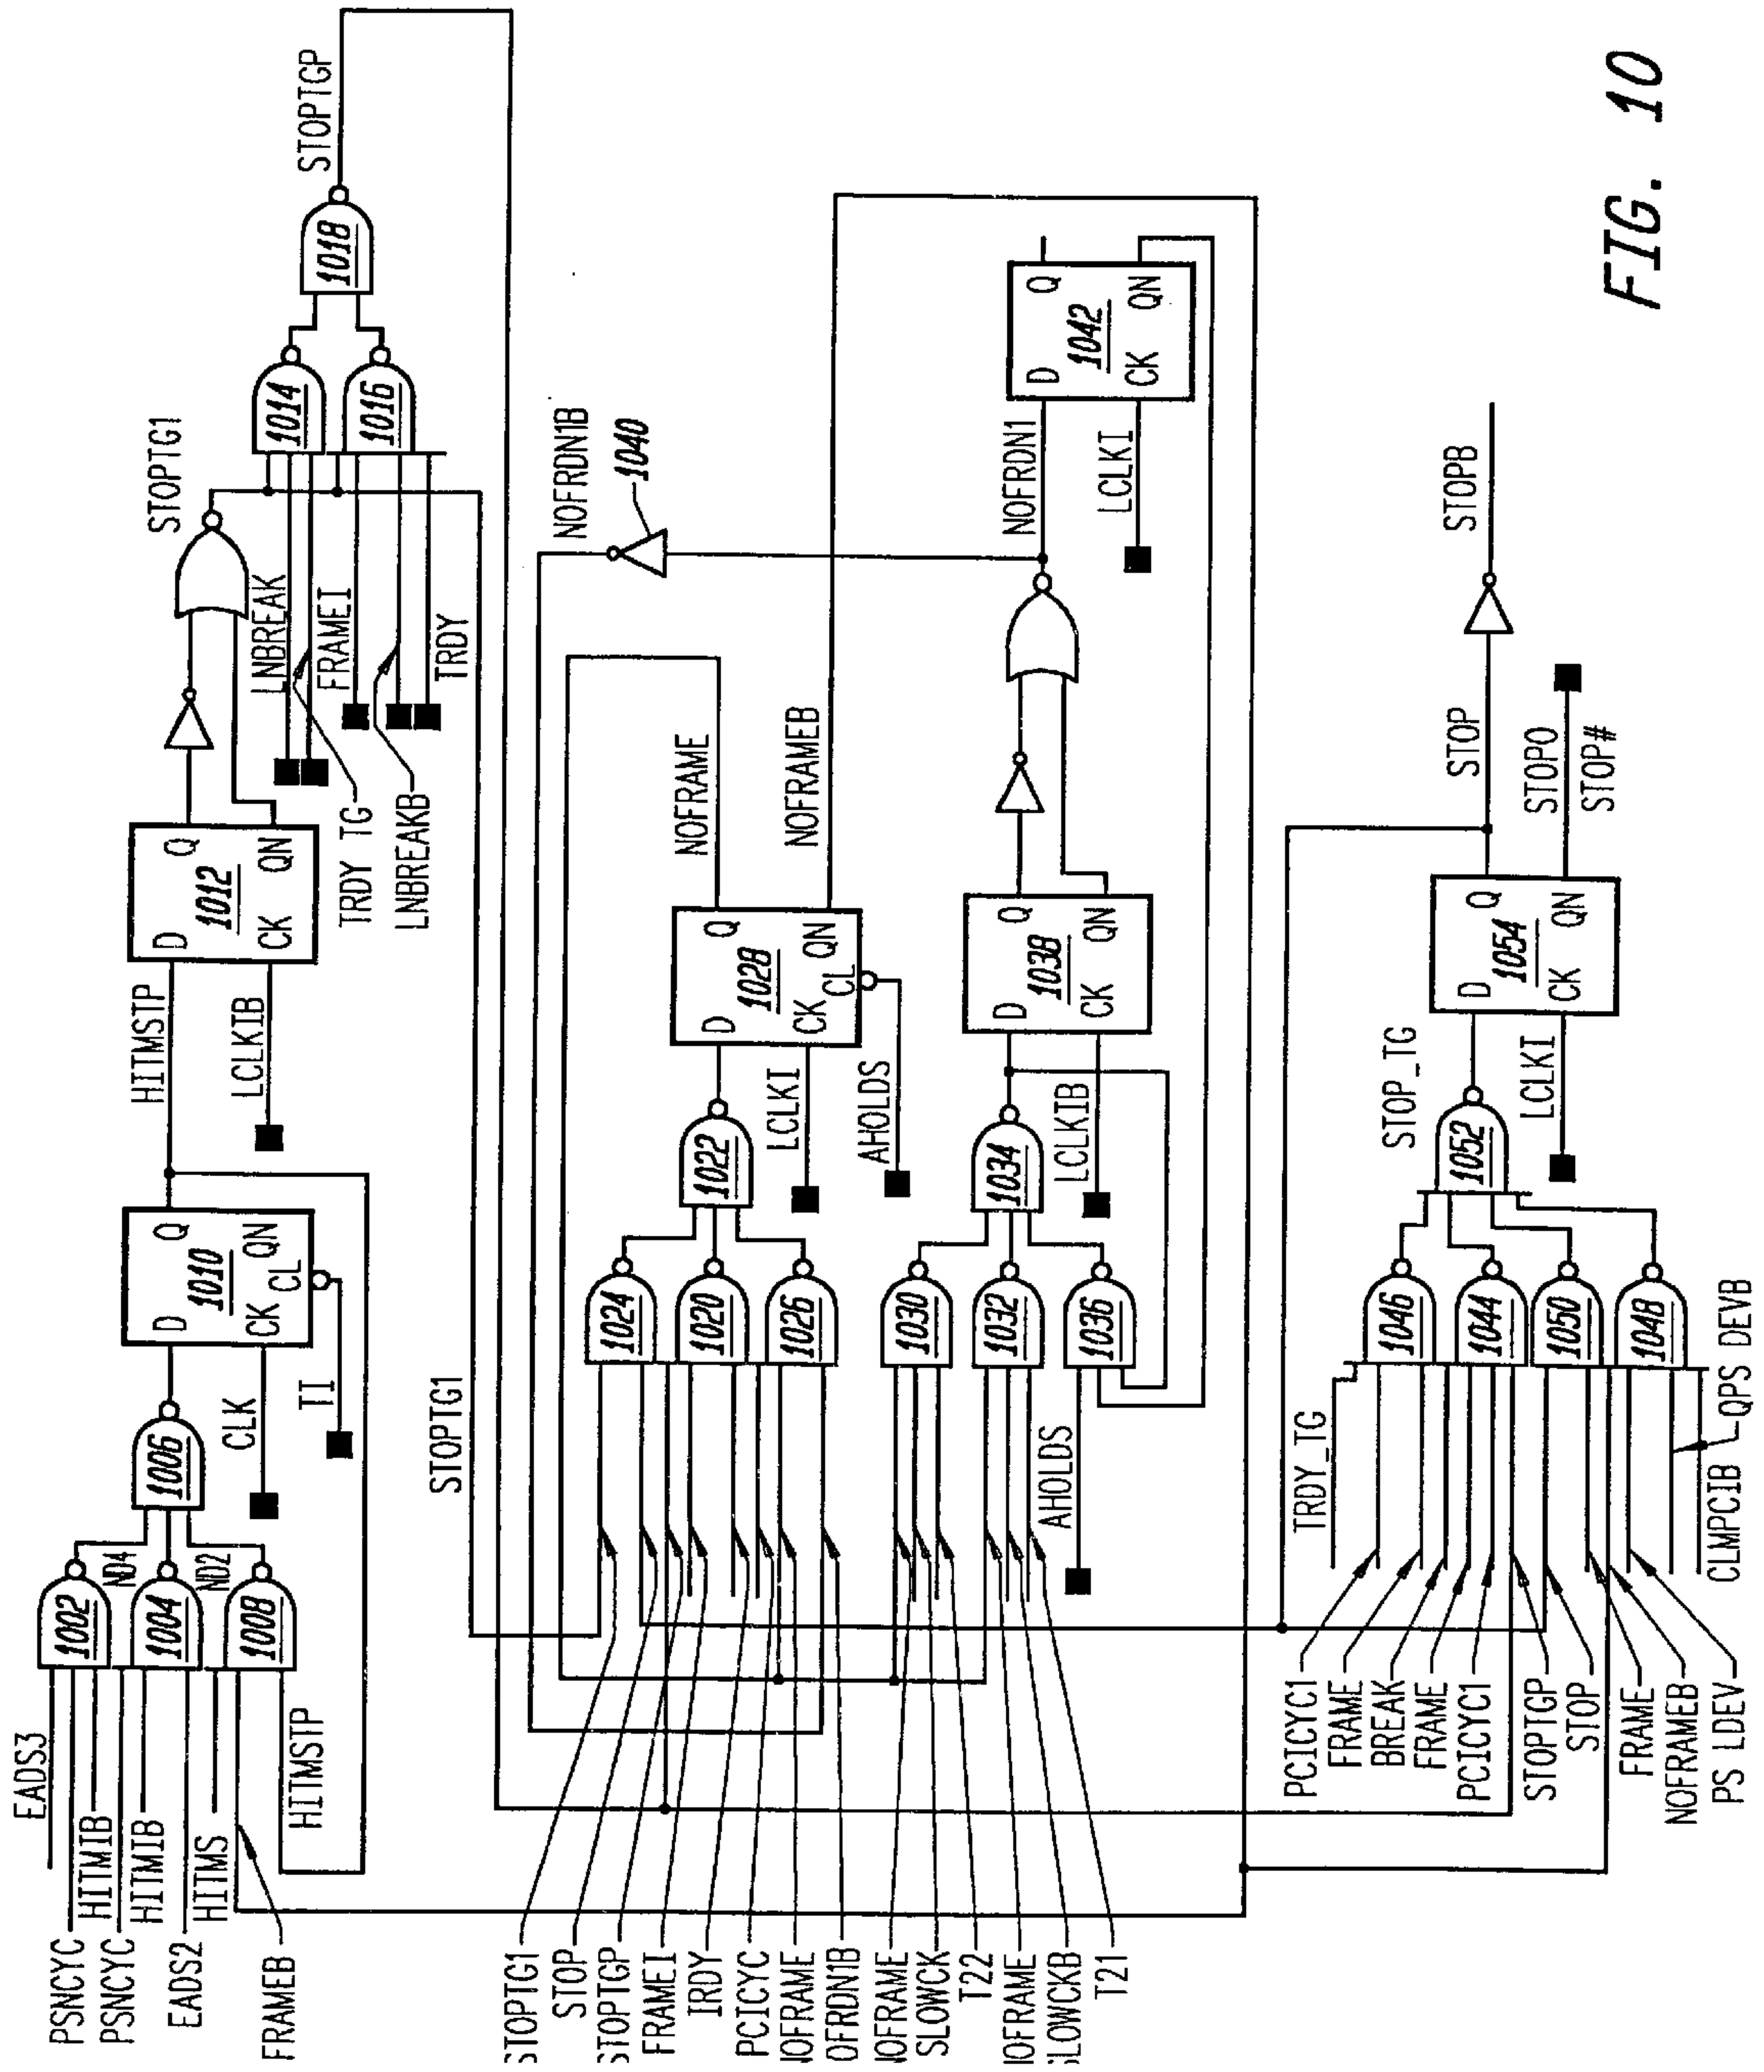 EADS3
PSNCYC
HITMIB
PSNCYC
HITMIB
EADS2
HITMS
FRAMEB
HITMSTP
1002
ND4
1004
ND2
1008
1006
CLK
TI
D Q
1010
CK QN
CL
HITMSTP
LCLKIB
D Q
1012
CK QN
STOPTG1
LNBREAK
TRDY TG
FRAMEI
LNBREAKB
TRDY
1014
1016
1018
STOPTGP
STOPTG1
STOPTG1
STOP
STOPTGP
FRAMEI
IRDY
PCICYC
NOFRAME
OFRDN1B
1024
1020
1026
1022
LCLKI
AHOLDS
D Q
1028
CK QN
CL
NOFRAME
NOFRAMEB
NOFRDN1B
1040
NOFRAME
SLOWCK
T22
NOFRAME
SLOWCKB
T21
AHOLDS
1030
1032
1036
1034
LCLKIB
D Q
1038
CK QN
NOFRDN1
LCLKI
D Q
1042
CK QN
TRDY_TG
PCICYC1
FRAME
BREAK
FRAME
PCICYC1
STOPTGP
STOP
FRAME
NOFRAMEB
PS LDEV
CLMPCIB
QPS DEVB
1046
1044
1050
1048
1052
STOP_TG
LCLKI
D Q
1054
CK QN
STOP
STOPO
STOP#
STOPB
FIG. 10